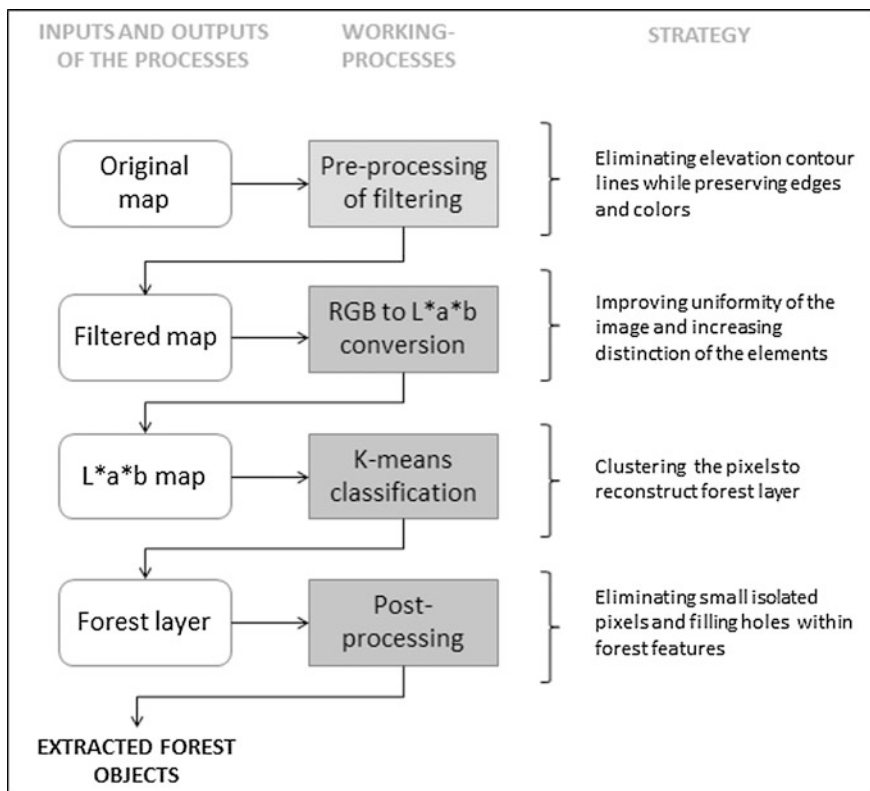 INPUTS AND OUTPUTS
OF THE PROCESSES
WORKING-
PROCESSES
STRATEGY
Original
map
Pre-processing
of filtering
Eliminating elevation contour
lines while preserving edges
and colors
Filtered map
RGB to L*a*b
conversion
Improving uniformity of the
image and increasing
distinction of the elements
L*a*b map
K-means
classification
Clustering the pixels to
reconstruct forest layer
Forest layer
Post-
processing
Eliminating small isolated
pixels and filling holes within
forest features
EXTRACTED FOREST
OBJECTS